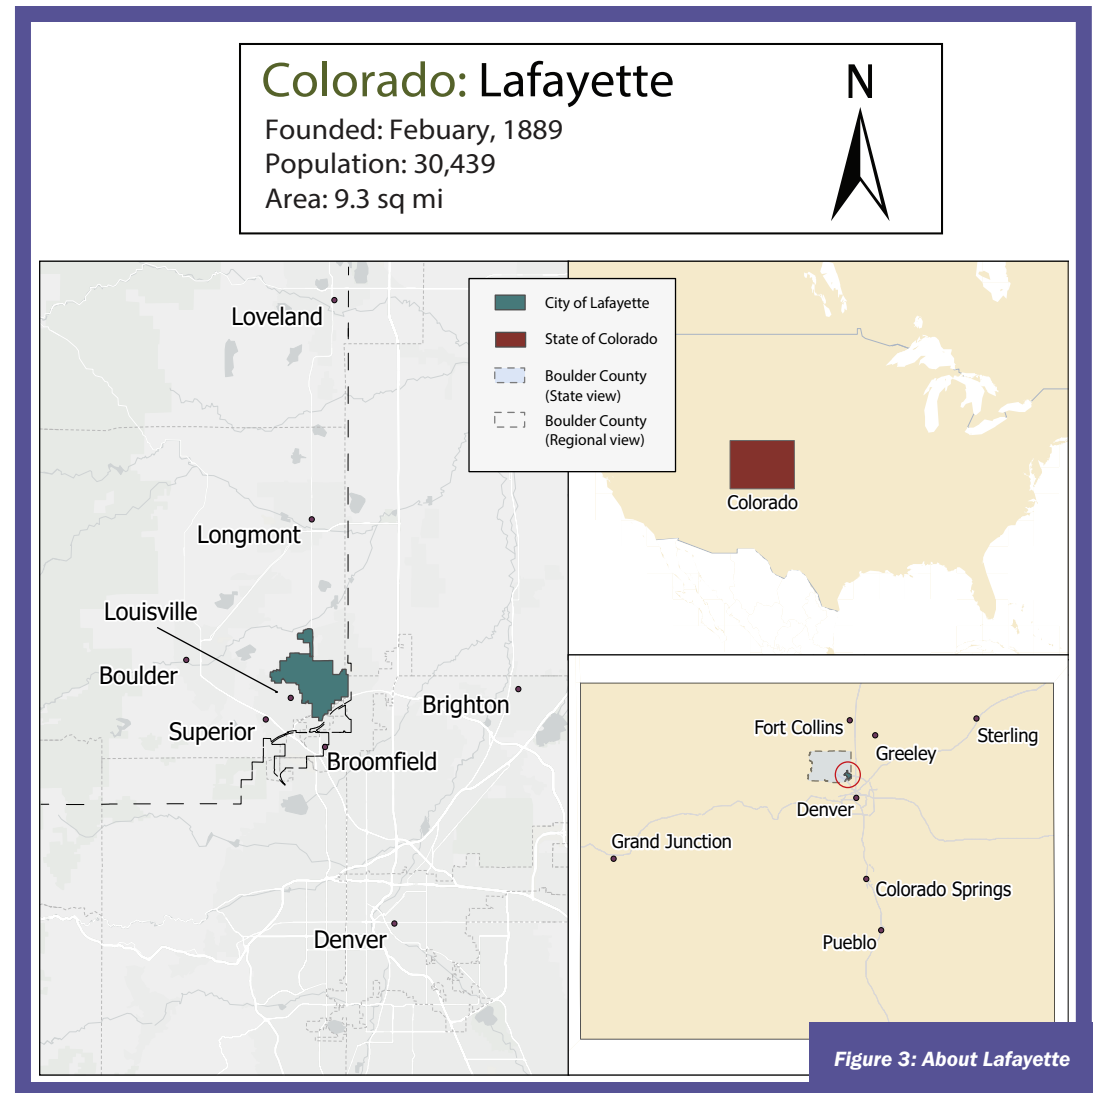 Colorado: Lafayette
Founded: Febuary, 1889
Population: 30,439
Area: 9.3 sq mi
N
City of Lafayette
State of Colorado
Boulder County
(State view)
Boulder County
(Regional view)
Loveland
Longmont
Louisville
Boulder
Superior
Brighton
Broomfield
Denver
Colorado
Fort Collins
Sterling
Greeley
Denver
Grand Junction
Colorado Springs
Pueblo
Figure 3: About Lafayette